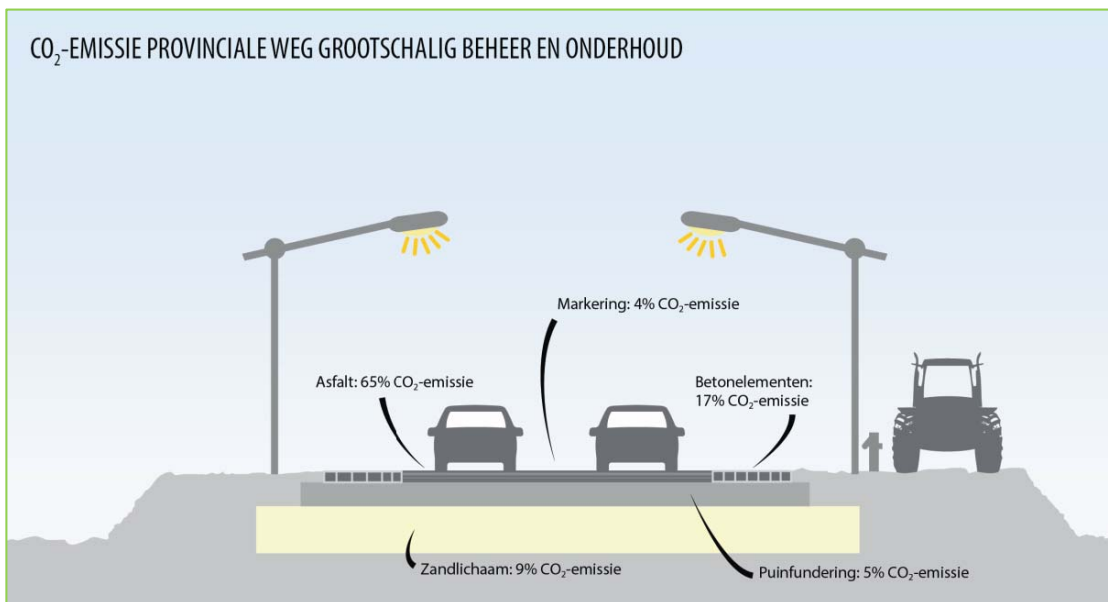 CO₂-EMISSIE PROVINCIALE WEG GROOTSCHALIG BEHEER EN ONDERHOUD
Markering: 4% CO₂-emissie
Asfalt: 65% CO₂-emissie
Betonelementen:
17% CO₂-emissie
Zandlichaam: 9% CO₂-emissie
Puinfundering: 5% CO₂-emissie